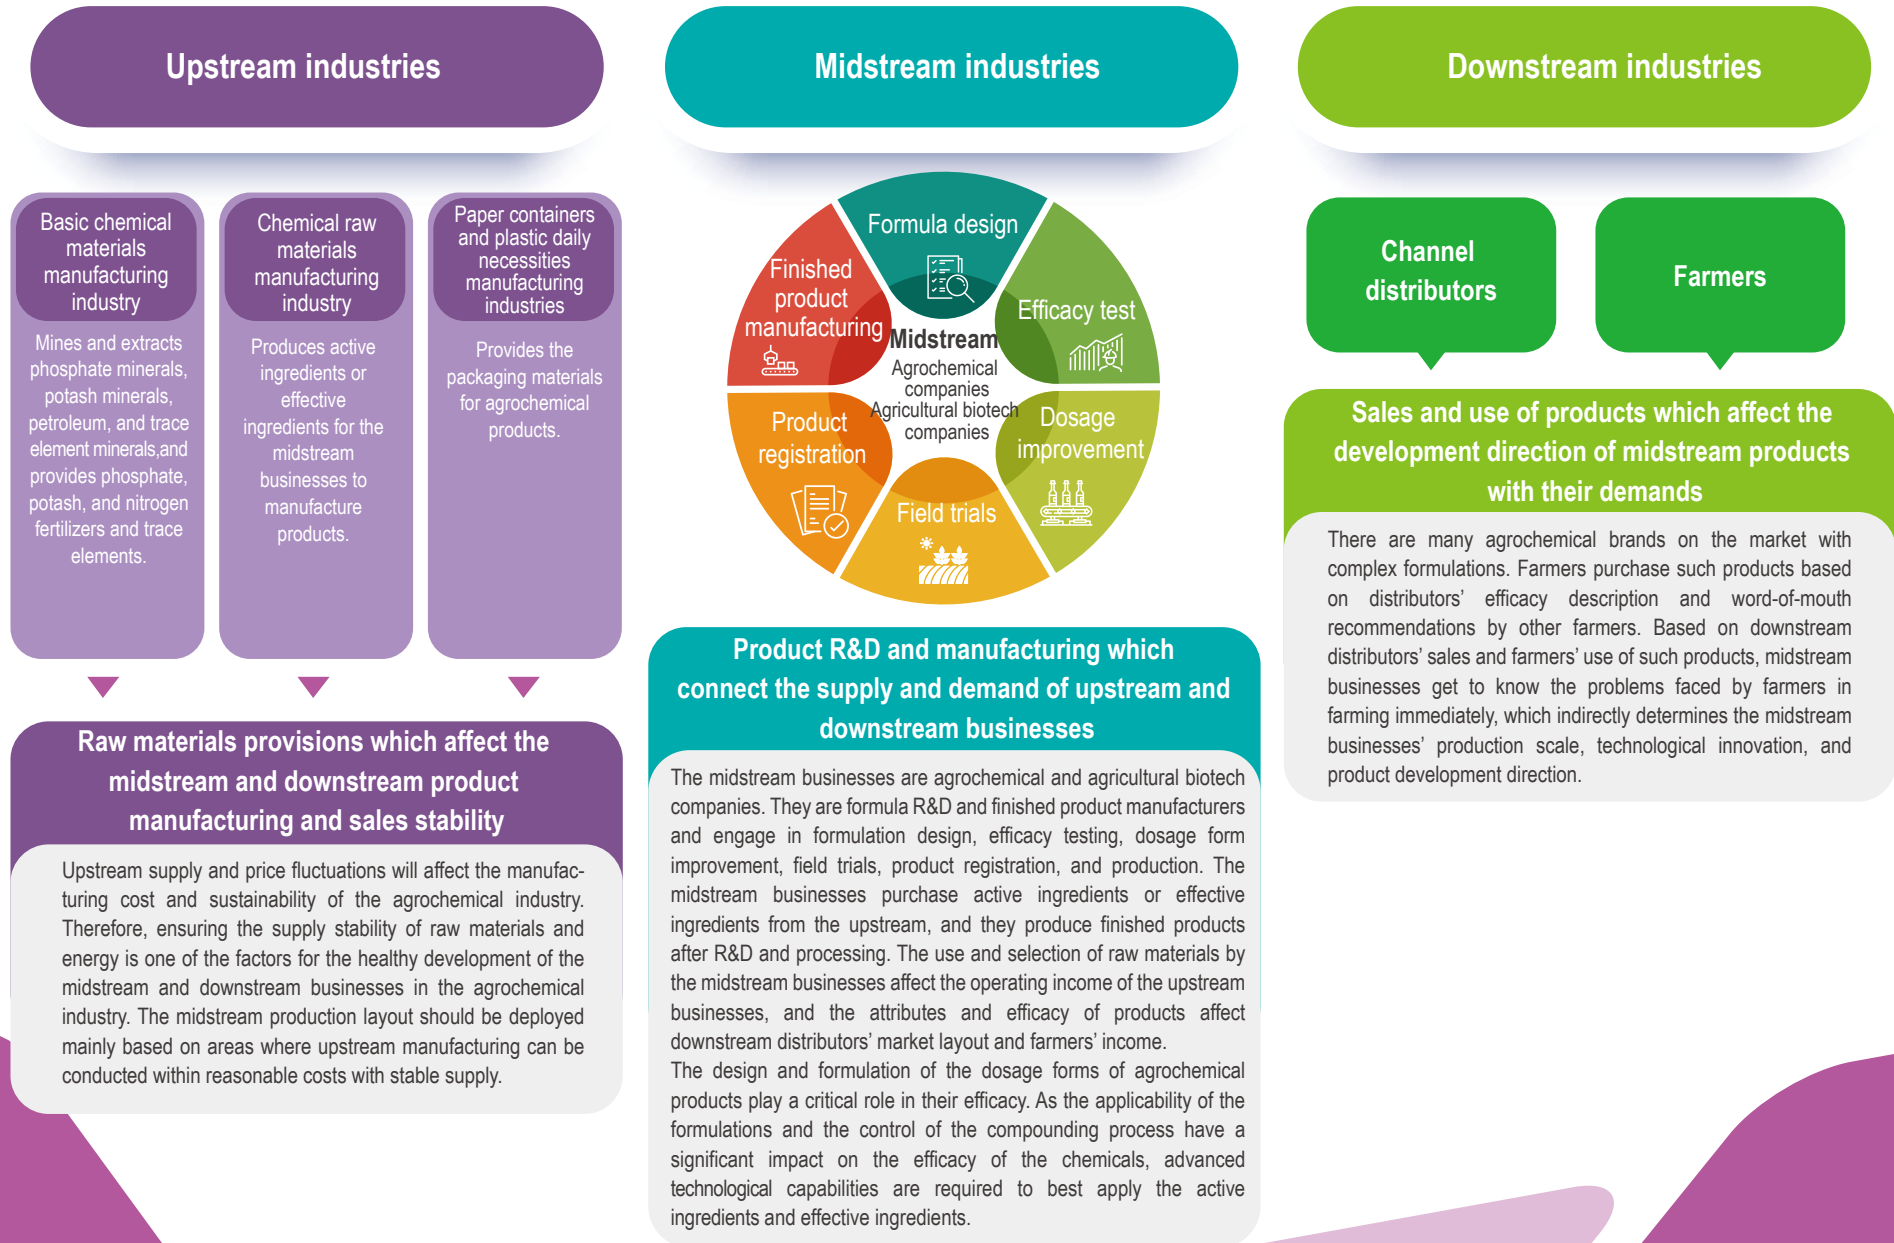 Upstream industries
Basic chemical
materials
manufacturing
industry
Mines and extracts
phosphate minerals,
potash minerals,
petroleum, and trace
element minerals,and
provides phosphate,
potash, and nitrogen
fertilizers and trace
elements.
Chemical raw
materials
manufacturing
industry
Produces active
ingredients or
effective
ingredients for the
midstream
businesses to
manufacture
products.
Paper containers
and plastic daily
necessities
manufacturing
industries
Provides the
packaging materials
for agrochemical
products.
Raw materials provisions which affect the
midstream and downstream product
manufacturing and sales stability
Upstream supply and price fluctuations will affect the manufac-
turing cost and sustainability of the agrochemical industry.
Therefore, ensuring the supply stability of raw materials and
energy is one of the factors for the healthy development of the
midstream and downstream businesses in the agrochemical
industry. The midstream production layout should be deployed
mainly based on areas where upstream manufacturing can be
conducted within reasonable costs with stable supply.
Midstream industries
Formula design
Efficacy test
Dosage
improvement
Field trials
Product
registration
Finished
product
manufacturing
Midstream
Agrochemical
companies
Agricultural biotech
companies
Product R&D and manufacturing which
connect the supply and demand of upstream and
downstream businesses
The midstream businesses are agrochemical and agricultural biotech
companies. They are formula R&D and finished product manufacturers
and engage in formulation design, efficacy testing, dosage form
improvement, field trials, product registration, and production. The
midstream businesses purchase active ingredients or effective
ingredients from the upstream, and they produce finished products
after R&D and processing. The use and selection of raw materials by
the midstream businesses affect the operating income of the upstream
businesses, and the attributes and efficacy of products affect
downstream distributors’ market layout and farmers’ income.
The design and formulation of the dosage forms of agrochemical
products play a critical role in their efficacy. As the applicability of the
formulations and the control of the compounding process have a
significant impact on the efficacy of the chemicals, advanced
technological capabilities are required to best apply the active
ingredients and effective ingredients.
Downstream industries
Channel
distributors
Farmers
Sales and use of products which affect the
development direction of midstream products
with their demands
There are many agrochemical brands on the market with
complex formulations. Farmers purchase such products based
on distributors’ efficacy description and word-of-mouth
recommendations by other farmers. Based on downstream
distributors’ sales and farmers’ use of such products, midstream
businesses get to know the problems faced by farmers in
farming immediately, which indirectly determines the midstream
businesses’ production scale, technological innovation, and
product development direction.